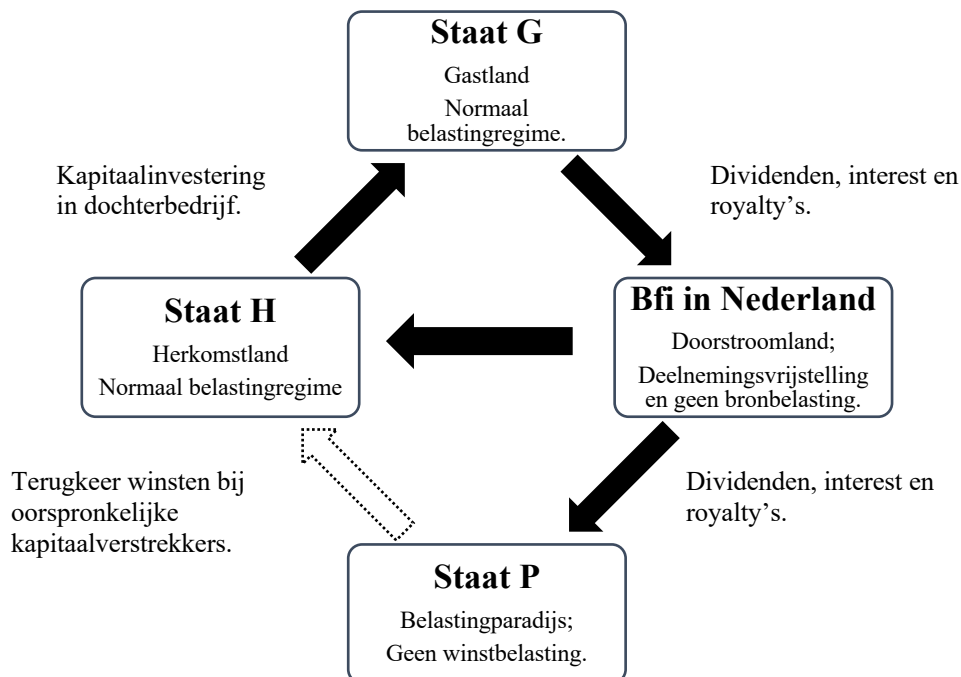 Staat G
Gastland
Normaal
belastingregime.
Kapitaalinvestering
in dochterbedrijf.
Dividenden, interest en
royalty’s.
Staat H
Herkomstland
Normaal belastingregime
Bfi in Nederland
Doorstroomland;
Deelnemingsvrijstelling
en geen bronbelasting.
Terugkeer winsten bij
oorspronkelijke
kapitaalverstrekkers.
Dividenden, interest en
royalty’s.
Staat P
Belastingparadijs;
Geen winstbelasting.